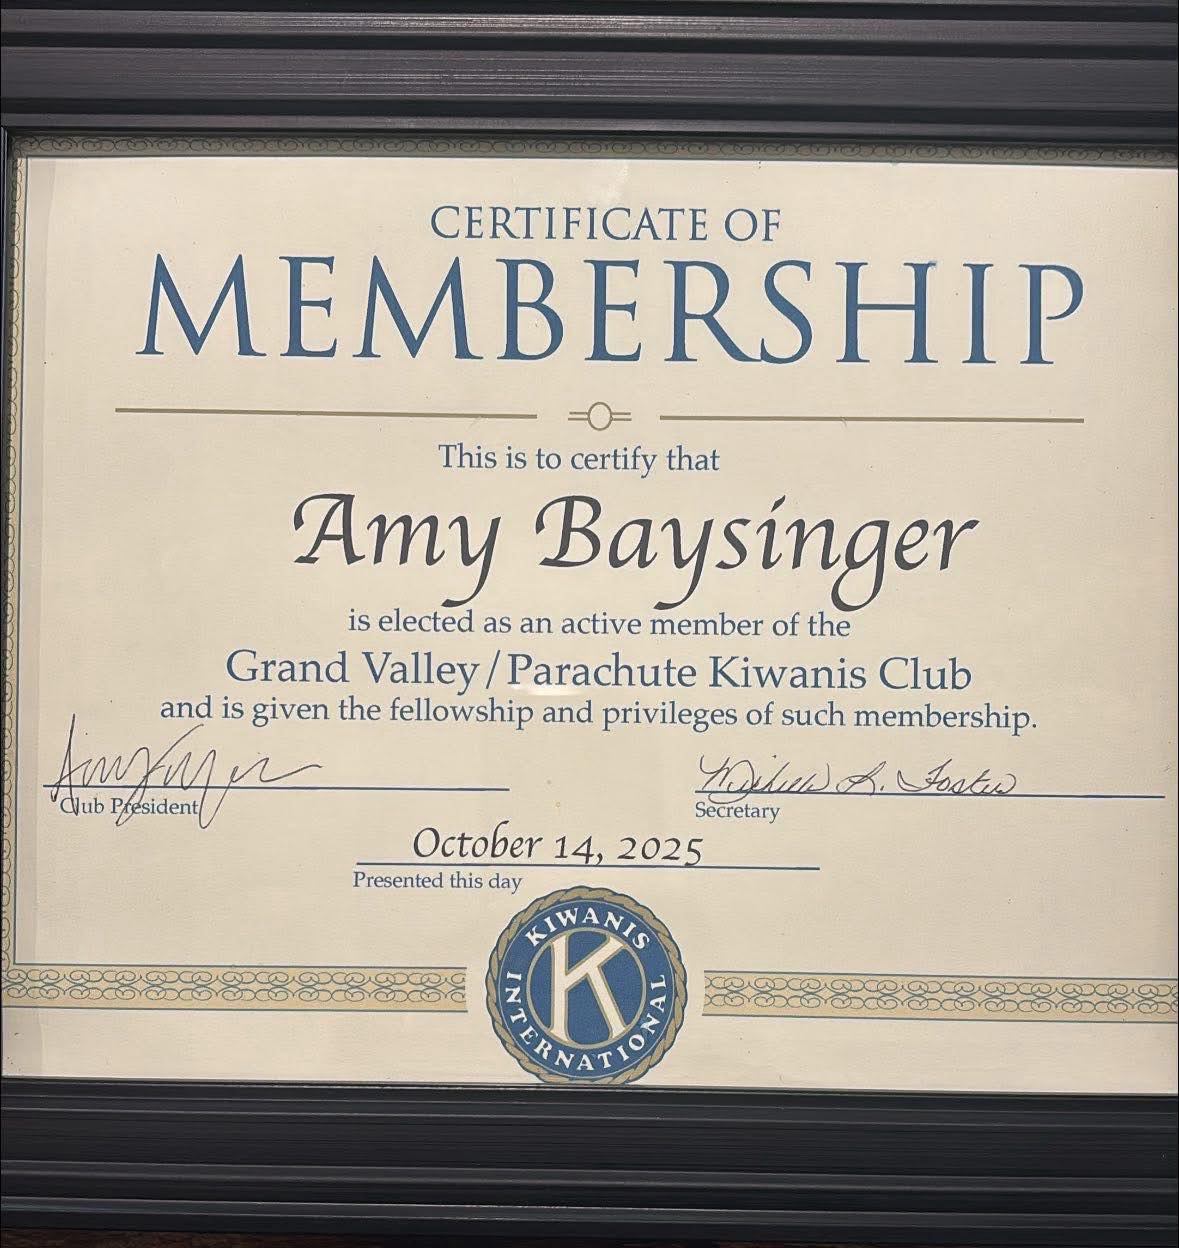 CERTIFICATE OF
MEMBERSHIP
This is to certify that
Amy Baysinger
is elected as an active member of the
Grand Valley/Parachute Kiwanis Club
and is given the fellowship and privileges of such membership.
Club President
R. Foster
Secretary
October 14, 2025
Presented this day
KIWANIS
K
INTERNATIONAL